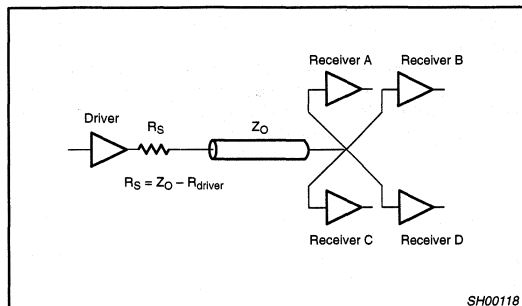 Receiver A
Receiver B
Driver
R_S
Z_O
R_S = Z_O − R_driver
Receiver C
Receiver D
SH00118